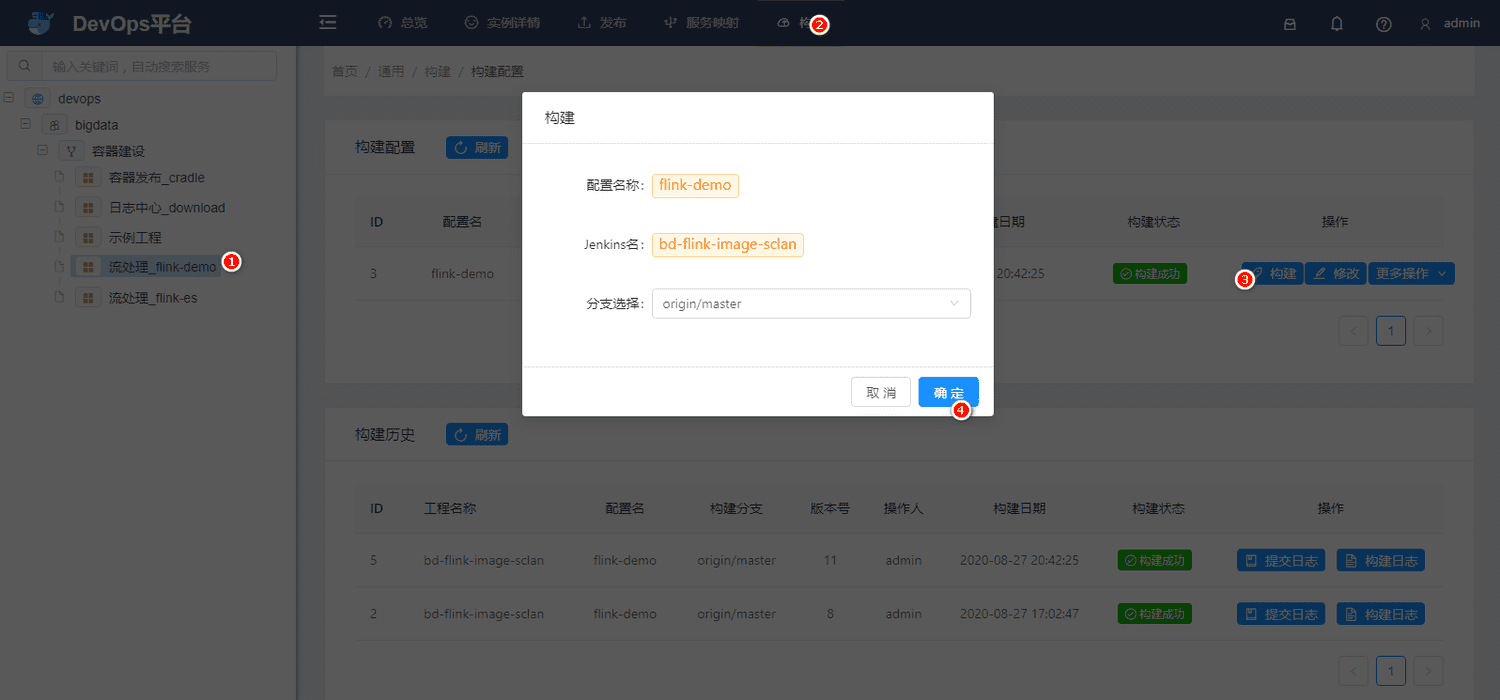 DevOps平台
总览
实例详情
发布
服务映射
构
2
admin
输入关键词，自动搜索服务
devops
bigdata
容器建设
容器发布_cradle
日志中心_download
示例工程
流处理_flink-demo
1
流处理_flink-es
首页 / 通用 / 构建 / 构建配置
构建配置
刷新
ID
配置名
建日期
构建状态
操作
3
flink-demo
20:42:25
构建成功
3
构建
修改
更多操作
<
1
>
构建
配置名称：
flink-demo
Jenkins名：
bd-flink-image-sclan
分支选择：
origin/master
取 消
确 定
4
构建历史
刷新
ID 工程名称 配置名 构建分支 版本号 操作人 构建日期 构建状态 操作
5 bd-flink-image-sclan flink-demo origin/master 11 admin 2020-08-27 20:42:25 构建成功 提交日志 构建日志
2 bd-flink-image-sclan flink-demo origin/master 8 admin 2020-08-27 17:02:47 构建成功 提交日志 构建日志
<
1
>